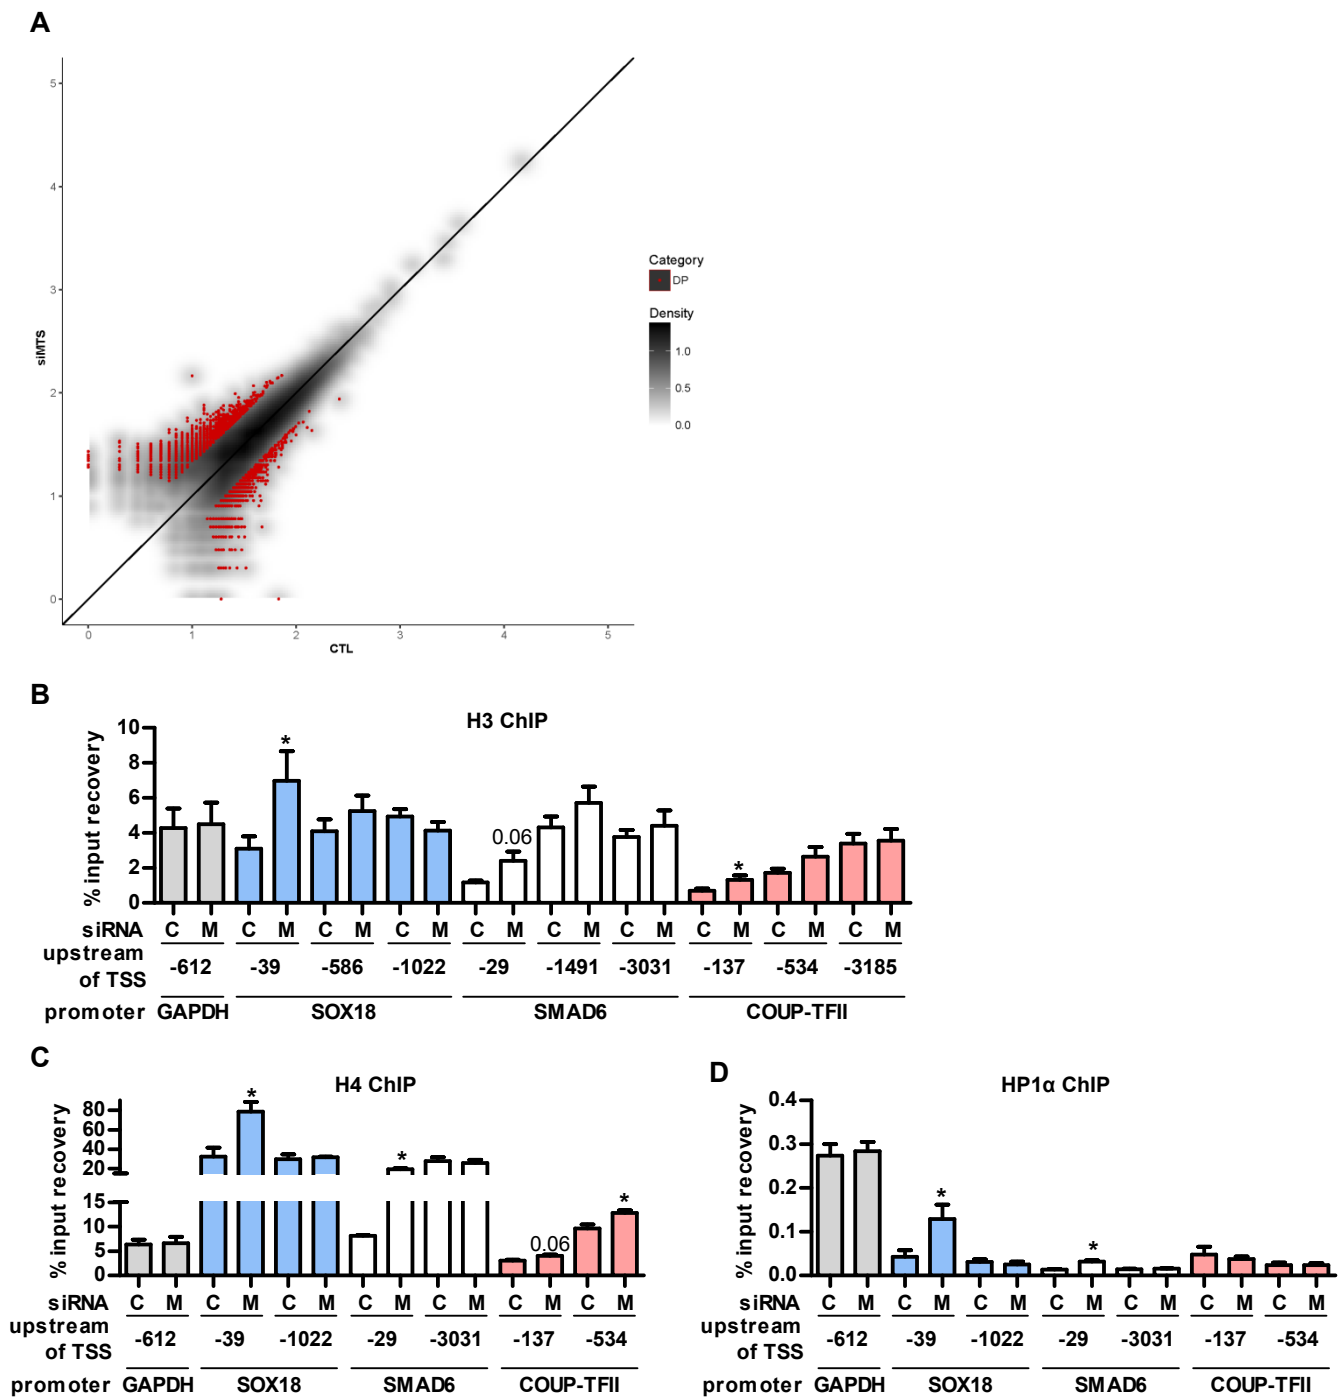 A
5
4
3
2
1
0
siMTS
0 1 2 3 4 5
CTL
Category
DP
Density
1.0
0.5
0.0
B
H3 ChIP
% input recovery
10
8
6
4
2
0
*
0.06
*
siRNA C M C M C M C M C M C M C M C M C M C M
upstream of TSS -612 -39 -586 -1022 -29 -1491 -3031 -137 -534 -3185
promoter GAPDH SOX18 SMAD6 COUP-TFII
C
H4 ChIP
% input recovery
80
60
40
20
15
10
5
0
*
*
0.06
*
siRNA C M C M C M C M C M C M C M
upstream of TSS -612 -39 -1022 -29 -3031 -137 -534
promoter GAPDH SOX18 SMAD6 COUP-TFII
D
HP1α ChIP
% input recovery
0.4
0.3
0.2
0.1
0.0
*
*
siRNA C M C M C M C M C M C M C M
upstream of TSS -612 -39 -1022 -29 -3031 -137 -534
promoter GAPDH SOX18 SMAD6 COUP-TFII